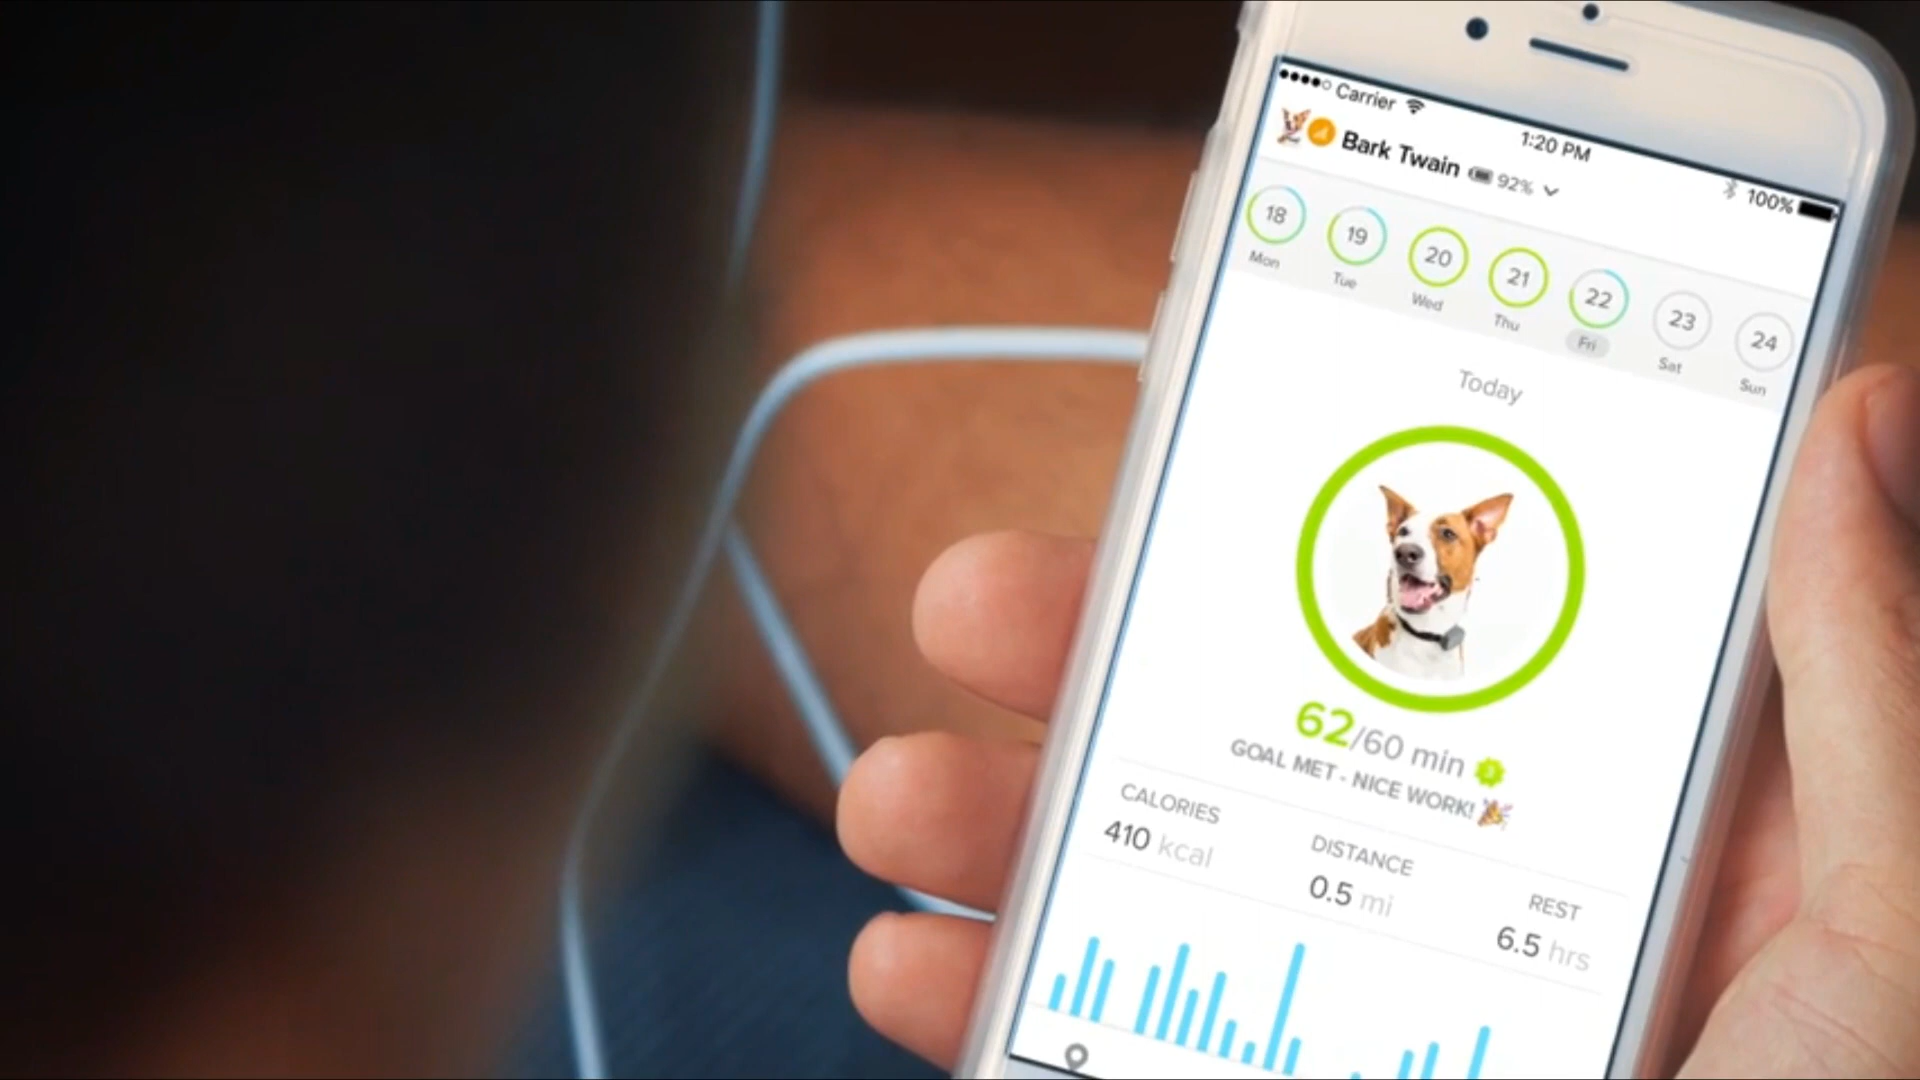 Carrier 1:20 PM 100%
Bark Twain 92%
18 19 20 21 22 23 24
Mon Tue Wed Thu Fri Sat Sun
Today
62/60 min
GOAL MET - NICE WORK!
CALORIES DISTANCE REST
410 kcal 0.5 mi 6.5 hrs